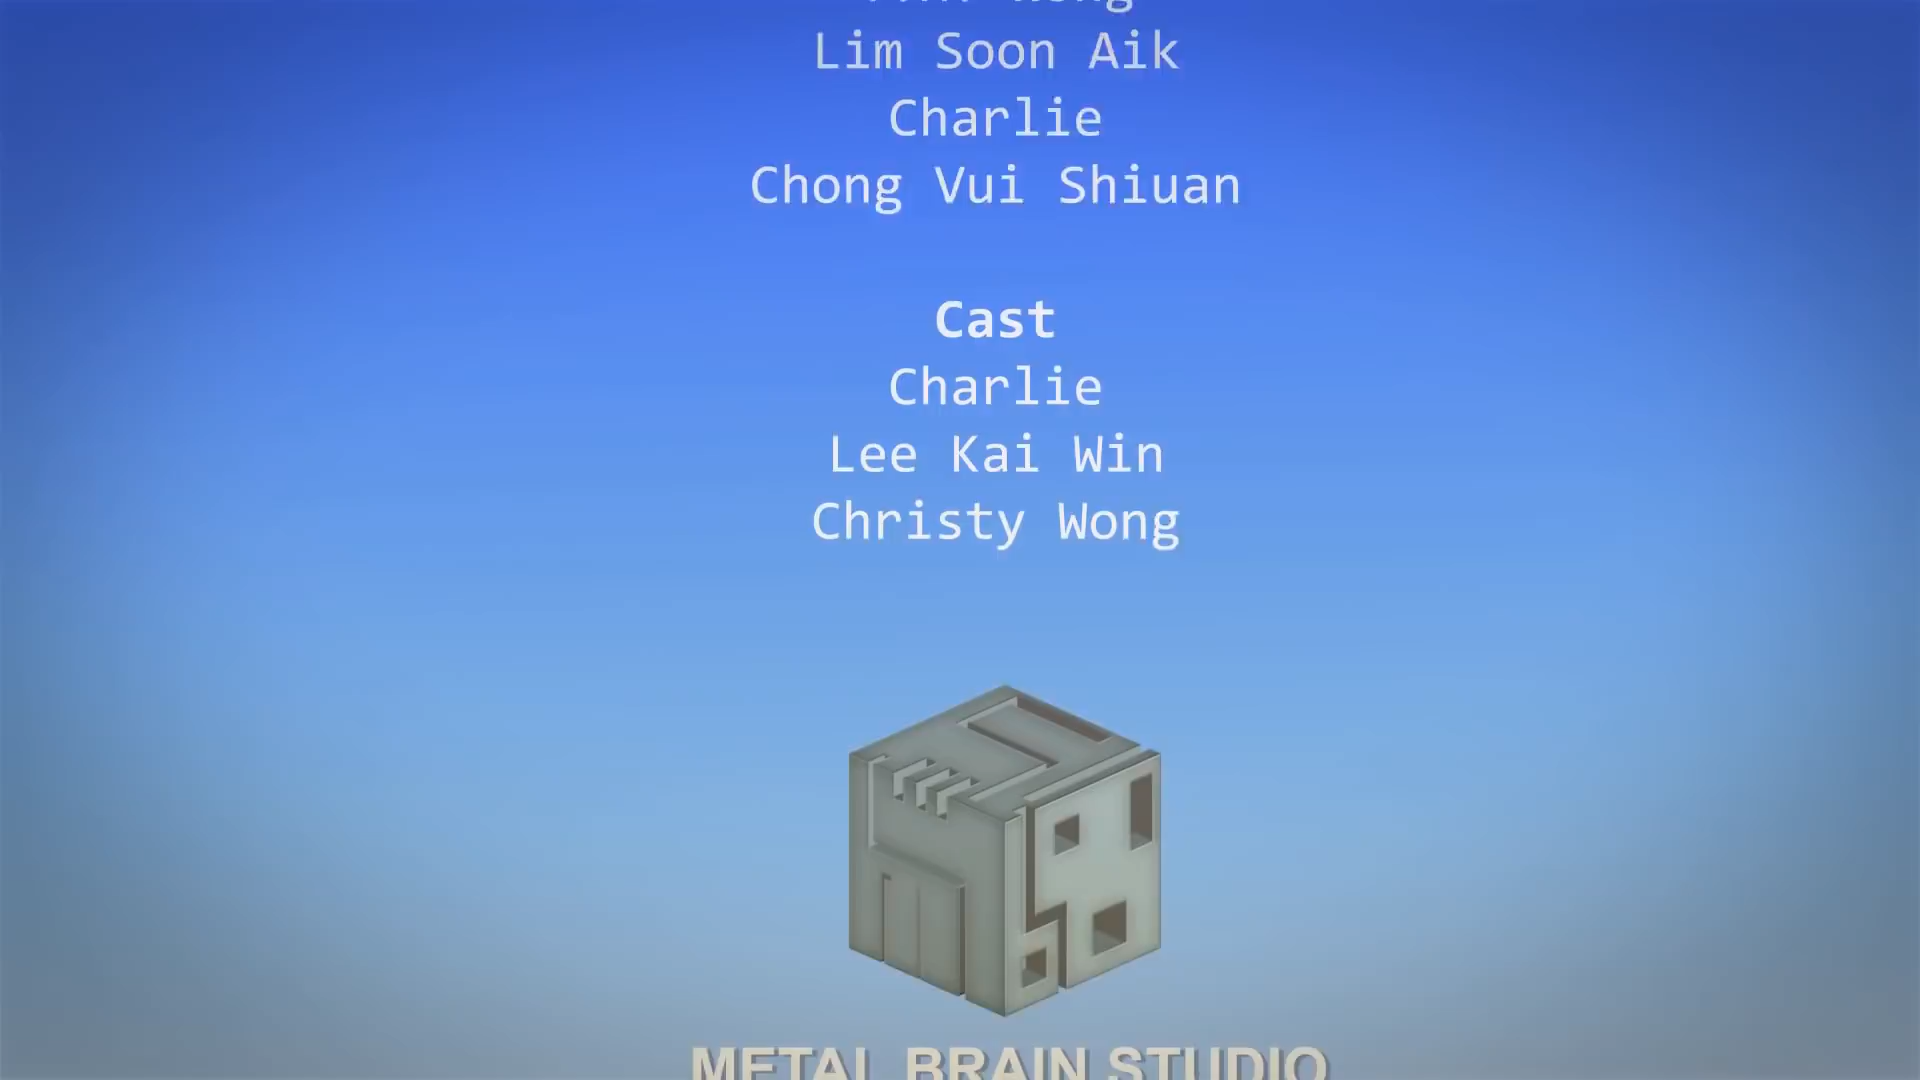 Lim Soon Aik
Charlie
Chong Vui Shiuan
Cast
Charlie
Lee Kai Win
Christy Wong
METAL BRAIN STUDIO